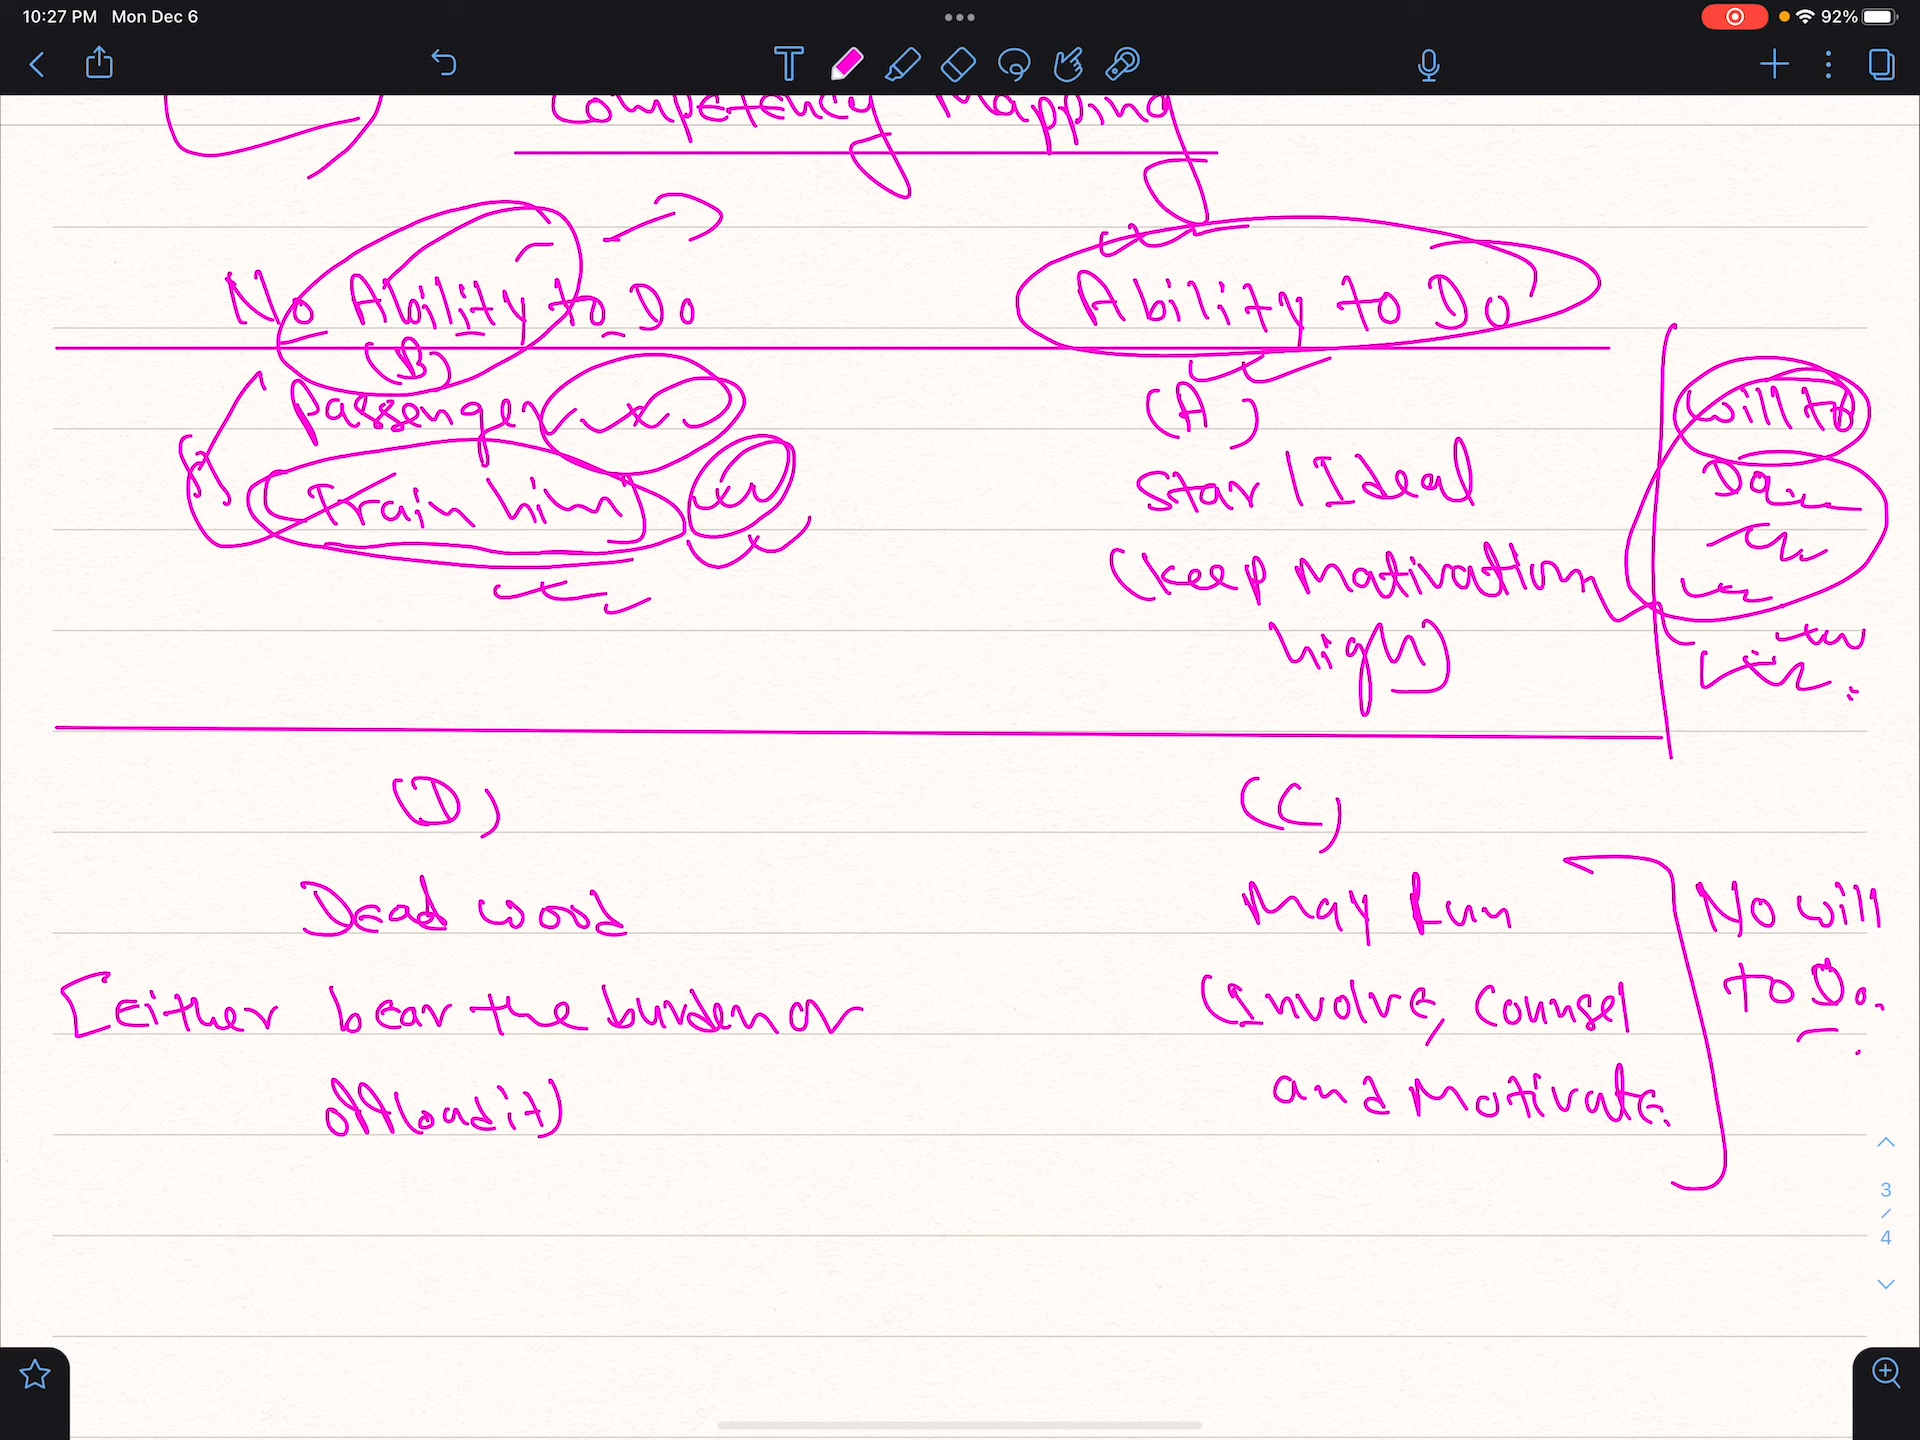 10:27 PM Mon Dec 6
92%
Competency Mapping
No Ability to Do
Ability to Do
(B)
Passenger
(A)
will to
Do
Train him)
Star / Ideal
(keep motivation
high)
(D)
(C)
Dead wood
May Run
No will
to Do.
[Either bear the burden or
(Involve, Counsel
offload it)
and motivate.
3
/
4